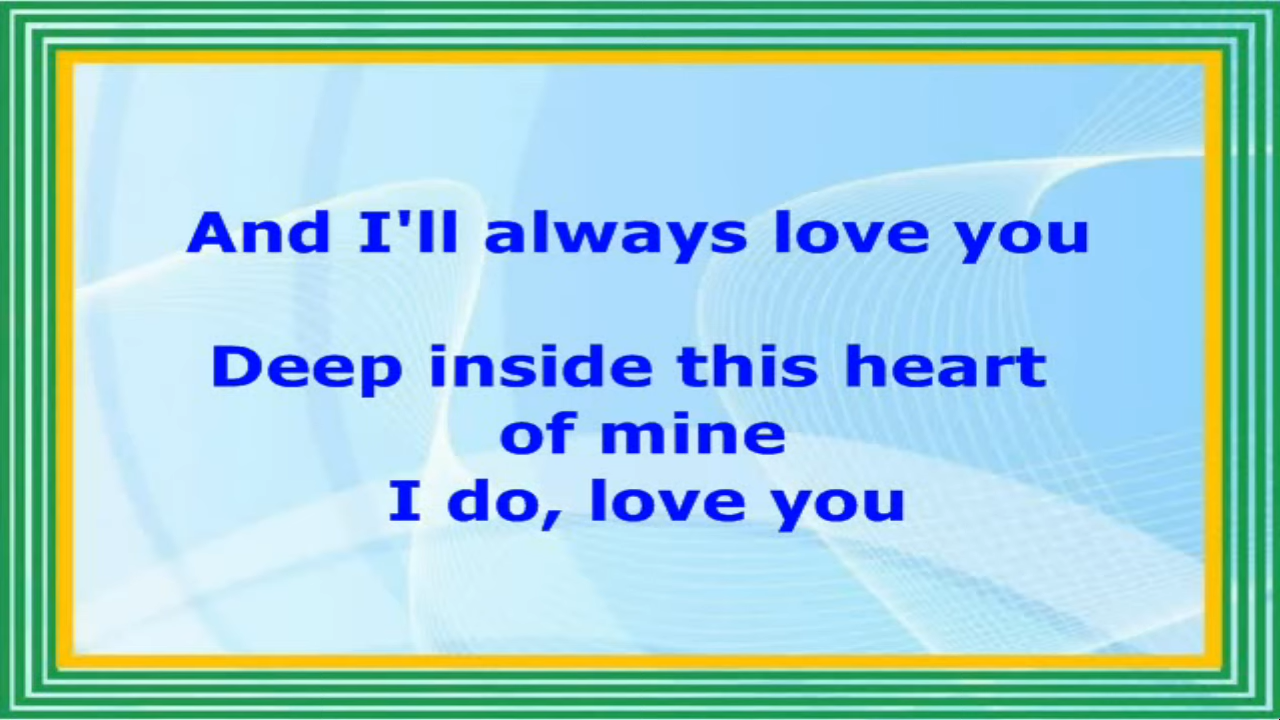 And I'll always love you
Deep inside this heart
of mine
I do, love you